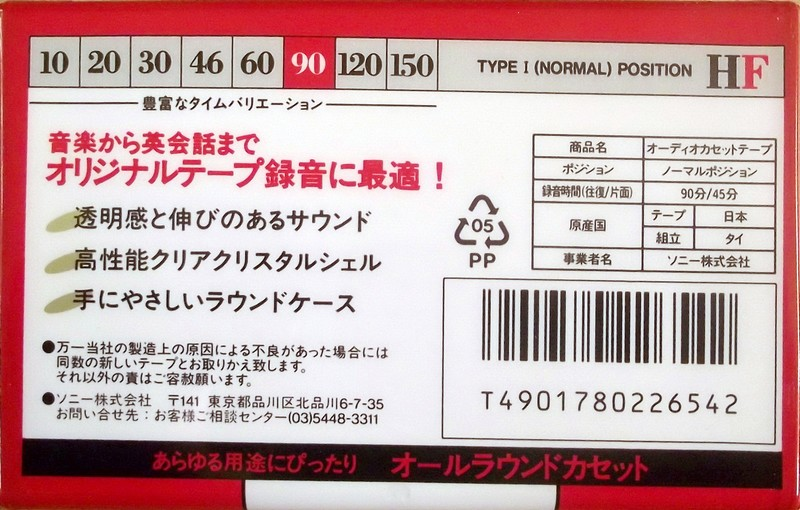 10 20 30 46 60 90 120 150 TYPE I (NORMAL) POSITION HF
豊富なタイムバリエーション
音楽から英会話まで
オリジナルテープ録音に最適！
透明感と伸びのあるサウンド
高性能クリアクリスタルシェル
手にやさしいラウンドケース
●万一当社の製造上の原因による不良があった場合には
同数の新しいテープとお取りかえ致します。
それ以外の責はご容赦願います。
●ソニー株式会社 〒141 東京都品川区北品川6-7-35
お問い合せ先：お客様ご相談センター(03)5448-3311
05
PP
商品名 オーディオカセットテープ
ポジション ノーマルポジション
録音時間(往復/片面) 90分/45分
原産国 テープ 日本
組立 タイ
事業者名 ソニー株式会社
T4901780226542
あらゆる用途にぴったり オールラウンドカセット